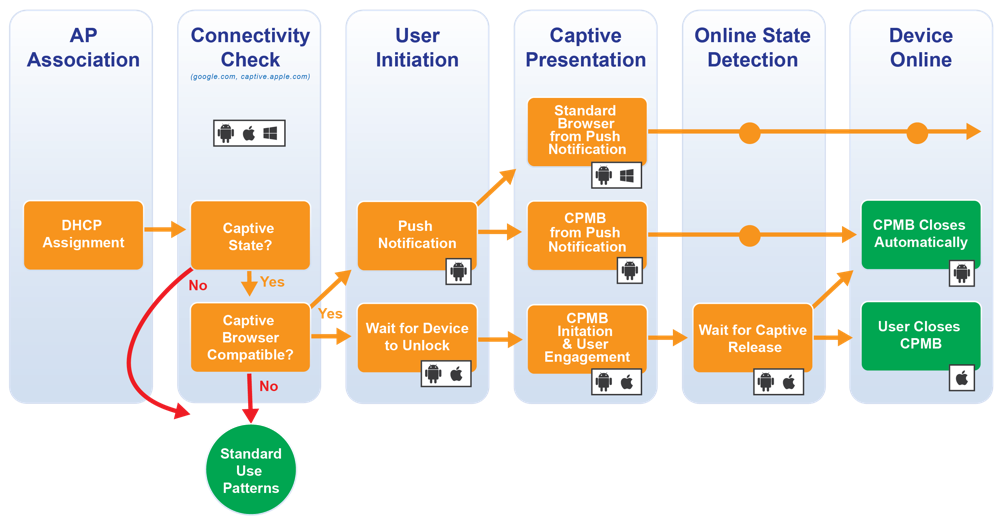 AP
Association
Connectivity
Check
(google.com, captive.apple.com)
User
Initiation
Captive
Presentation
Online State
Detection
Device
Online
Standard
Browser
from Push
Notification
DHCP
Assignment
Captive
State?
Push
Notification
CPMB
from Push
Notification
CPMB Closes
Automatically
No
Yes
Captive
Browser
Compatible?
Yes
Wait for Device
to Unlock
CPMB
Initation
& User
Engagement
Wait for Captive
Release
User Closes
CPMB
No
Standard
Use
Patterns